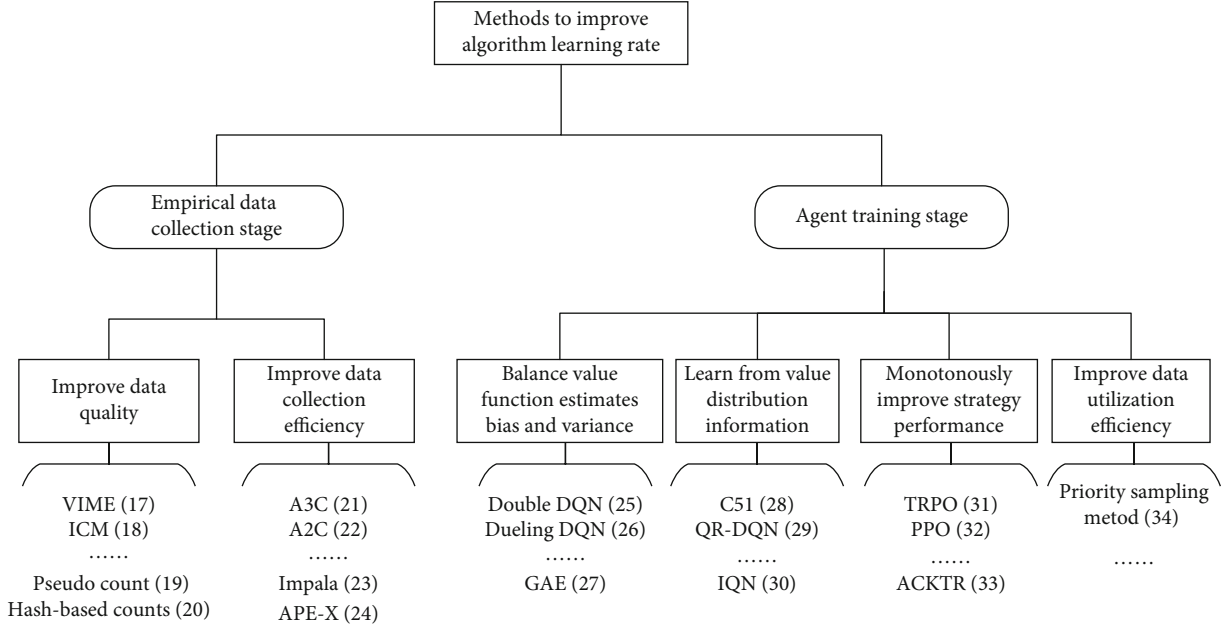 Methods to improve
algorithm learning rate
Empirical data
collection stage
Agent training stage
Improve data
quality
Improve data
collection
efficiency
Balance value
function estimates
bias and variance
Learn from value
distribution
information
Monotonously
improve strategy
performance
Improve data
utilization
efficiency
VIME (17)
ICM (18)
......
Pseudo count (19)
Hash-based counts (20)
A3C (21)
A2C (22)
......
Impala (23)
APE-X (24)
Double DQN (25)
Dueling DQN (26)
......
GAE (27)
C51 (28)
QR-DQN (29)
......
IQN (30)
TRPO (31)
PPO (32)
......
ACKTR (33)
Priority sampling
metod (34)
......